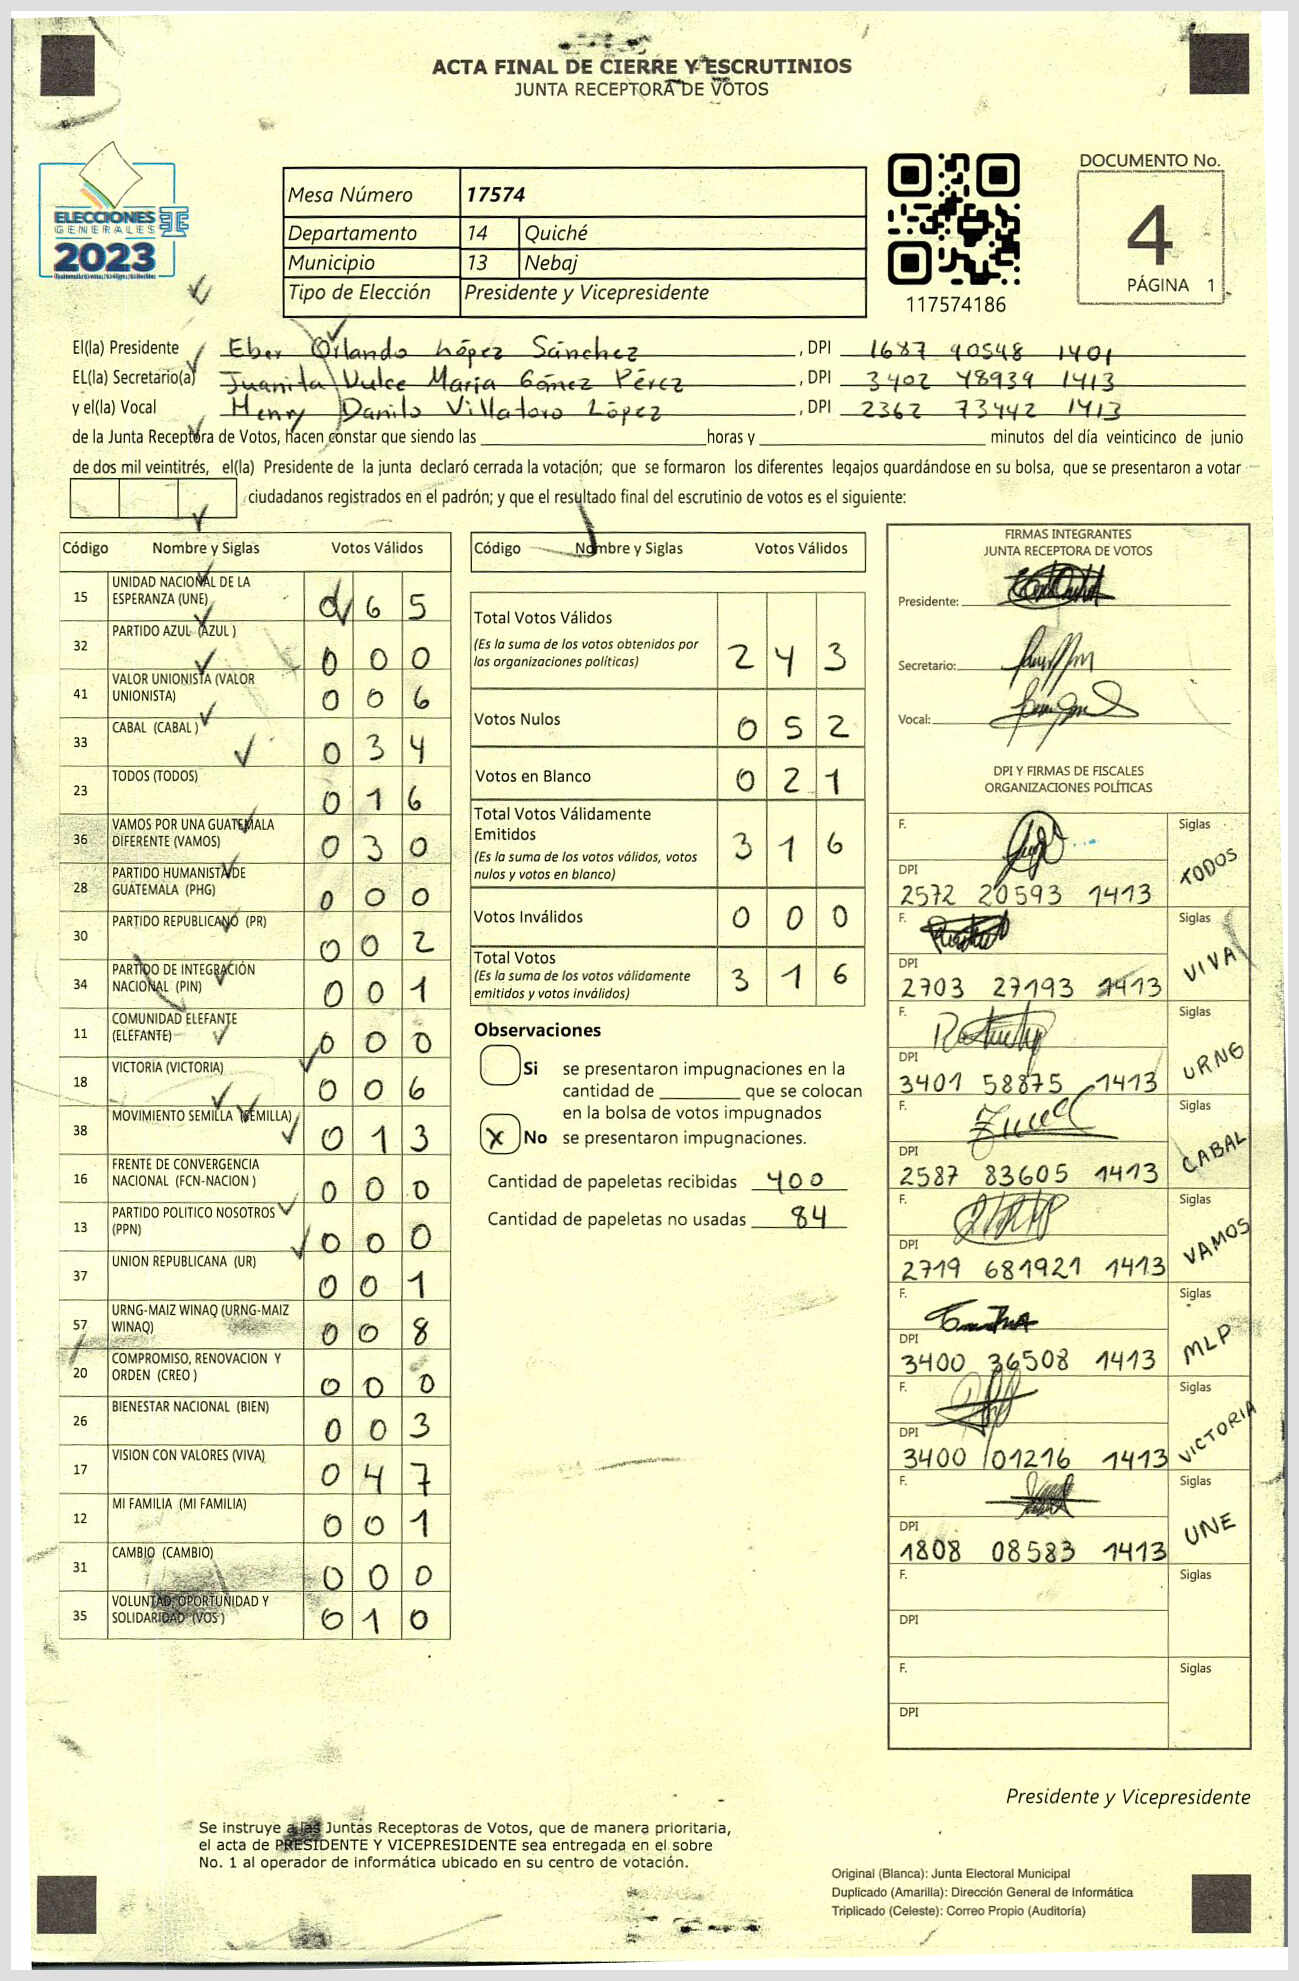 ACTA FINAL DE CIERRE Y ESCRUTINIOS
JUNTA RECEPTORA DE VOTOS
ELECCIONES
GENERALES
2023
Mesa Número 17574
Departamento 14 Quiché
Municipio 13 Nebaj
Tipo de Elección Presidente y Vicepresidente
117574186
DOCUMENTO No.
4
PÁGINA 1
El(la) Presidente Eber Orlando López Sánchez, DPI 1687 90548 1401
EL(la) Secretario(a) Juanita Dulce María Gómez Pérez, DPI 3402 48939 1413
y el(la) Vocal Henry Danilo Villatoro López, DPI 2362 73442 1413
de la Junta Receptora de Votos, hacen constar que siendo las horas y minutos del día veinticinco de junio
de dos mil veintitrés, el(la) Presidente de la junta declaró cerrada la votación; que se formaron los diferentes legajos guardándose en su bolsa, que se presentaron a votar
ciudadanos registrados en el padrón; y que el resultado final del escrutinio de votos es el siguiente:
Código Nombre y Siglas Votos Válidos
15 UNIDAD NACIONAL DE LA ESPERANZA (UNE) 65
32 PARTIDO AZUL (AZUL ) 0 0 0
41 VALOR UNIONISTA (VALOR UNIONISTA) 0 0 6
33 CABAL (CABAL ) 0 3 4
23 TODOS (TODOS) 0 1 6
36 VAMOS POR UNA GUATEMALA DIFERENTE (VAMOS) 0 3 0
28 PARTIDO HUMANISTA DE GUATEMALA (PHG) 0 0 0
30 PARTIDO REPUBLICANO (PR) 0 0 2
34 PARTIDO DE INTEGRACIÓN NACIONAL (PIN) 0 0 1
11 COMUNIDAD ELEFANTE (ELEFANTE) 0 0 0
18 VICTORIA (VICTORIA) 0 0 6
38 MOVIMIENTO SEMILLA (SEMILLA) 0 1 3
16 FRENTE DE CONVERGENCIA NACIONAL (FCN-NACION ) 0 0 0
13 PARTIDO POLITICO NOSOTROS (PPN) 0 0 0
37 UNION REPUBLICANA (UR) 0 0 1
57 URNG-MAIZ WINAQ (URNG-MAIZ WINAQ) 0 0 8
20 COMPROMISO, RENOVACION Y ORDEN (CREO ) 0 0 0
26 BIENESTAR NACIONAL (BIEN) 0 0 3
17 VISION CON VALORES (VIVA) 0 4 7
12 MI FAMILIA (MI FAMILIA) 0 0 1
31 CAMBIO (CAMBIO) 0 0 0
35 VOLUNTAD, OPORTUNIDAD Y SOLIDARIDAD (VOS ) 0 1 0
Código Nombre y Siglas Votos Válidos
Total Votos Válidos 2 4 3
(Es la suma de los votos obtenidos por
las organizaciones políticas)
Votos Nulos 0 5 2
Votos en Blanco 0 2 1
Total Votos Válidamente
Emitidos 3 1 6
(Es la suma de los votos válidos, votos
nulos y votos en blanco)
Votos Inválidos 0 0 0
Total Votos 3 1 6
(Es la suma de los votos válidamente
emitidos y votos inválidos)
Observaciones
Si se presentaron impugnaciones en la
cantidad de que se colocan
en la bolsa de votos impugnados
X No se presentaron impugnaciones.
Cantidad de papeletas recibidas 400
Cantidad de papeletas no usadas 84
FIRMAS INTEGRANTES
JUNTA RECEPTORA DE VOTOS
Presidente:
Secretario:
Vocal:
DPI Y FIRMAS DE FISCALES
ORGANIZACIONES POLÍTICAS
F. Siglas
DPI TODOS
2572 20593 1413
F. Siglas
DPI VIVA
2703 27193 1413
F. Siglas
DPI URNG
3401 58875 1413
F. Siglas
DPI CABAL
2587 83605 1413
F. Siglas
DPI VAMOS
2719 681921 1413
F. Siglas
DPI MLP
3400 36508 1413
F. Siglas
DPI VICTORIA
3400 01216 1413
F. Siglas
DPI UNE
1808 08583 1413
F. Siglas
DPI
F. Siglas
DPI
Presidente y Vicepresidente
Se instruye a las Juntas Receptoras de Votos, que de manera prioritaria,
el acta de PRESIDENTE Y VICEPRESIDENTE sea entregada en el sobre
No. 1 al operador de informática ubicado en su centro de votación.
Original (Blanca): Junta Electoral Municipal
Duplicado (Amarilla): Dirección General de Informática
Triplicado (Celeste): Correo Propio (Auditoría)